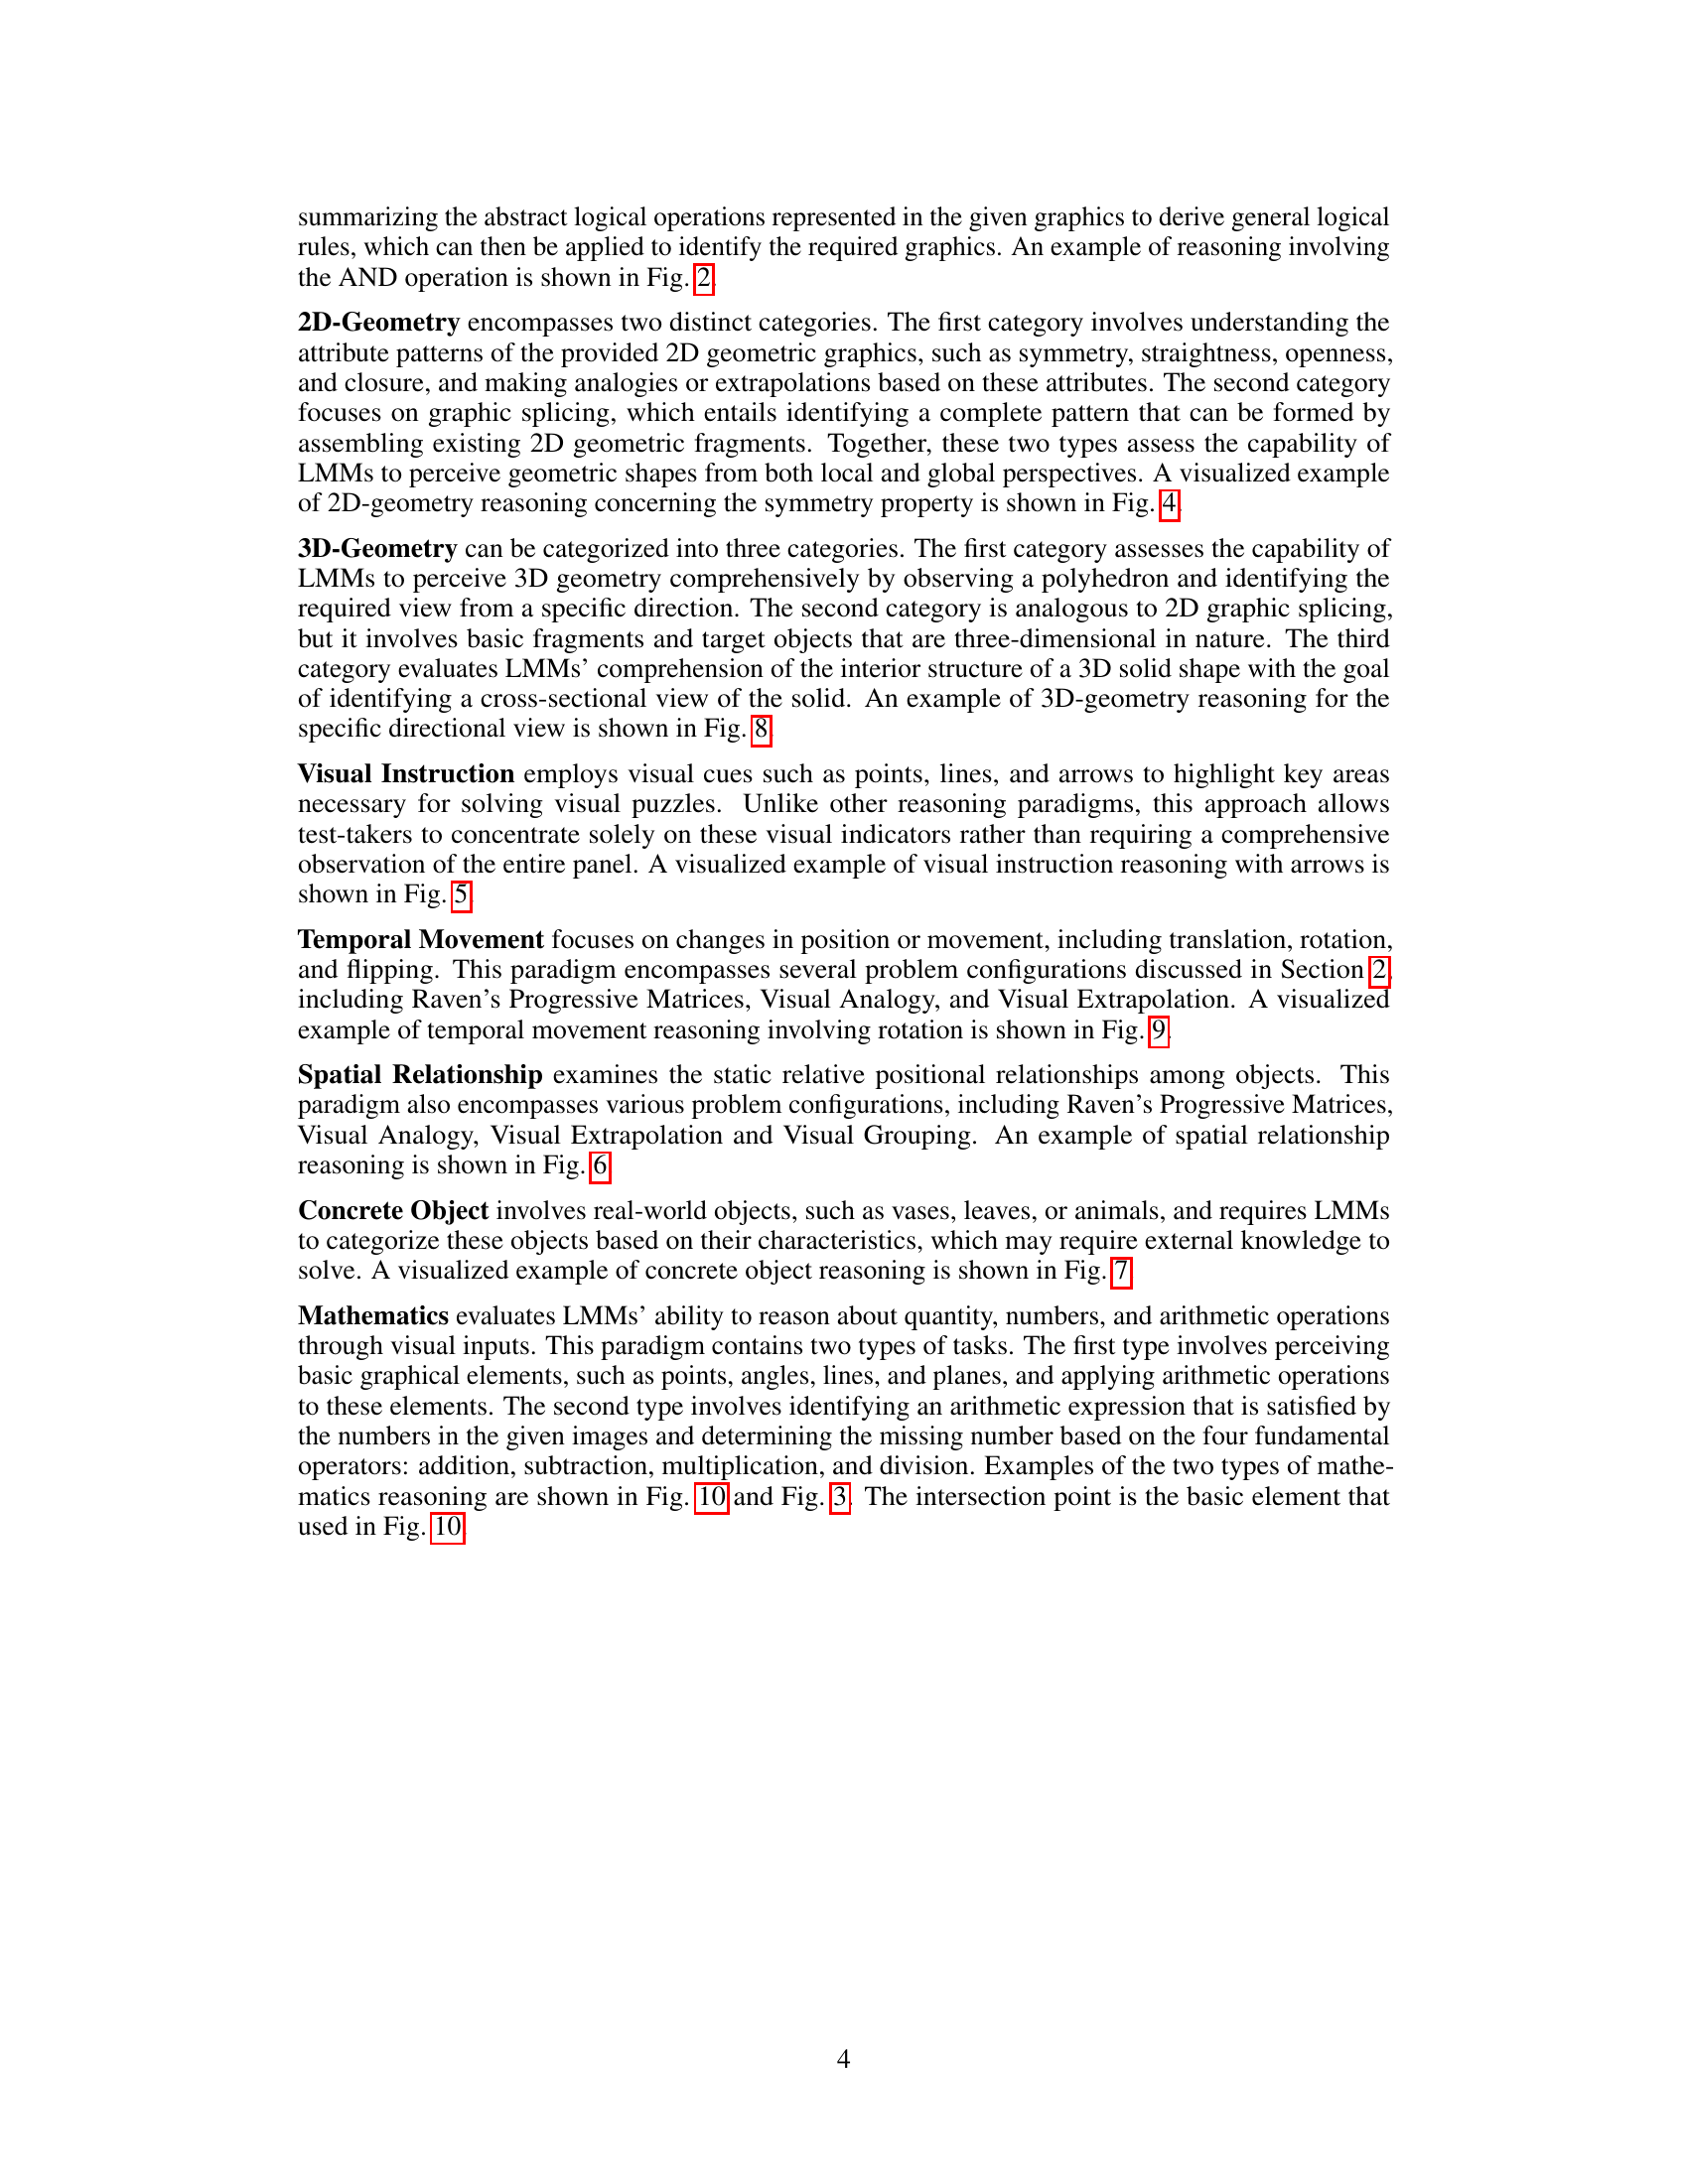 summarizing the abstract logical operations represented in the given graphics to derive general logical
rules, which can then be applied to identify the required graphics. An example of reasoning involving
the AND operation is shown in Fig. 2.
2D-Geometry encompasses two distinct categories. The first category involves understanding the
attribute patterns of the provided 2D geometric graphics, such as symmetry, straightness, openness,
and closure, and making analogies or extrapolations based on these attributes. The second category
focuses on graphic splicing, which entails identifying a complete pattern that can be formed by
assembling existing 2D geometric fragments. Together, these two types assess the capability of
LMMs to perceive geometric shapes from both local and global perspectives. A visualized example
of 2D-geometry reasoning concerning the symmetry property is shown in Fig. 4.
3D-Geometry can be categorized into three categories. The first category assesses the capability of
LMMs to perceive 3D geometry comprehensively by observing a polyhedron and identifying the
required view from a specific direction. The second category is analogous to 2D graphic splicing,
but it involves basic fragments and target objects that are three-dimensional in nature. The third
category evaluates LMMs' comprehension of the interior structure of a 3D solid shape with the goal
of identifying a cross-sectional view of the solid. An example of 3D-geometry reasoning for the
specific directional view is shown in Fig. 8.
Visual Instruction employs visual cues such as points, lines, and arrows to highlight key areas
necessary for solving visual puzzles. Unlike other reasoning paradigms, this approach allows
test-takers to concentrate solely on these visual indicators rather than requiring a comprehensive
observation of the entire panel. A visualized example of visual instruction reasoning with arrows is
shown in Fig. 5.
Temporal Movement focuses on changes in position or movement, including translation, rotation,
and flipping. This paradigm encompasses several problem configurations discussed in Section 2,
including Raven's Progressive Matrices, Visual Analogy, and Visual Extrapolation. A visualized
example of temporal movement reasoning involving rotation is shown in Fig. 9.
Spatial Relationship examines the static relative positional relationships among objects. This
paradigm also encompasses various problem configurations, including Raven's Progressive Matrices,
Visual Analogy, Visual Extrapolation and Visual Grouping. An example of spatial relationship
reasoning is shown in Fig. 6.
Concrete Object involves real-world objects, such as vases, leaves, or animals, and requires LMMs
to categorize these objects based on their characteristics, which may require external knowledge to
solve. A visualized example of concrete object reasoning is shown in Fig. 7.
Mathematics evaluates LMMs' ability to reason about quantity, numbers, and arithmetic operations
through visual inputs. This paradigm contains two types of tasks. The first type involves perceiving
basic graphical elements, such as points, angles, lines, and planes, and applying arithmetic operations
to these elements. The second type involves identifying an arithmetic expression that is satisfied by
the numbers in the given images and determining the missing number based on the four fundamental
operators: addition, subtraction, multiplication, and division. Examples of the two types of mathe-
matics reasoning are shown in Fig. 10 and Fig. 3. The intersection point is the basic element that
used in Fig. 10.
4